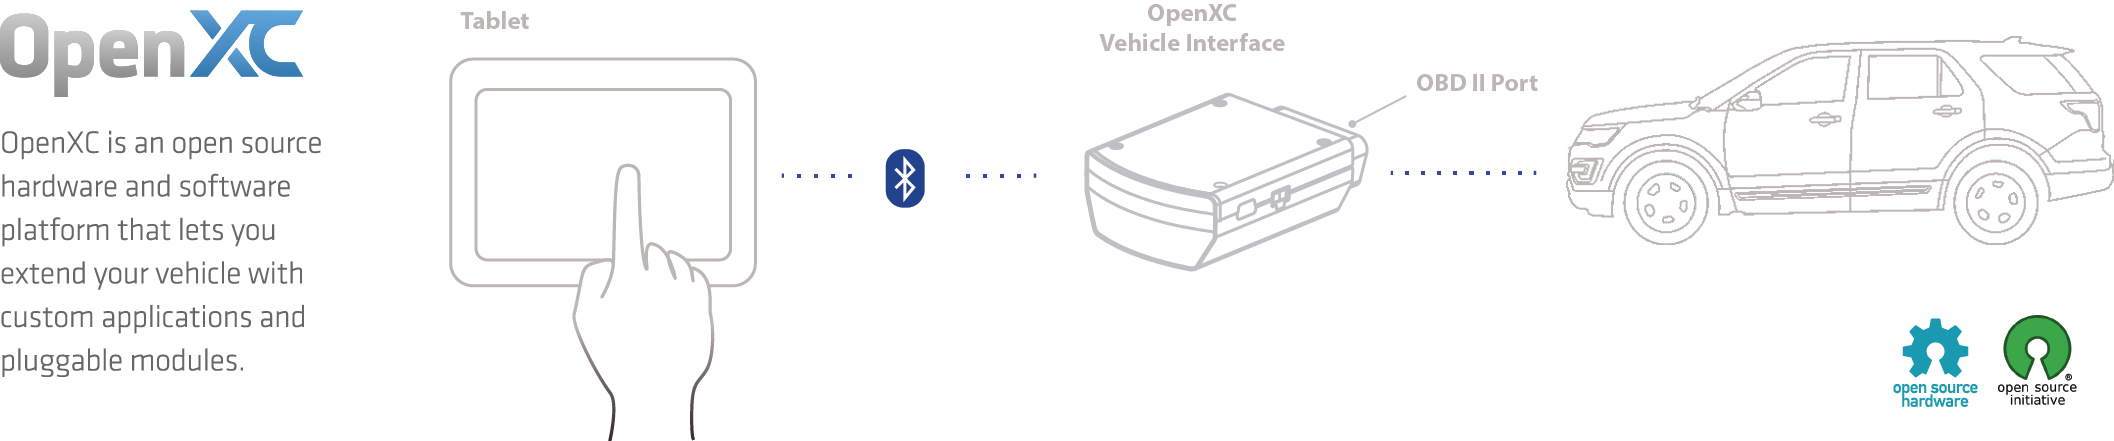 OpenXC
OpenXC is an open source
hardware and software
platform that lets you
extend your vehicle with
custom applications and
pluggable modules.
Tablet
OpenXC
Vehicle Interface
OBD II Port
open source
hardware
open source
initiative
®